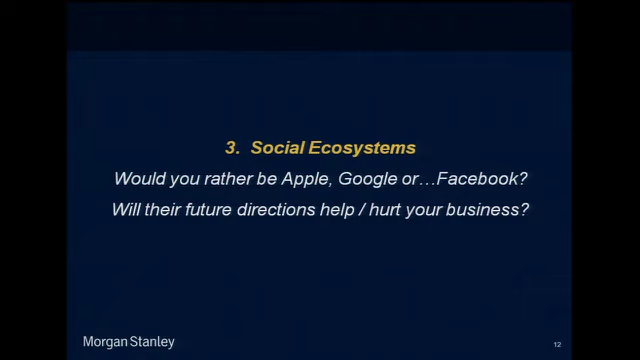 3. Social Ecosystems
Would you rather be Apple, Google or…Facebook?
Will their future directions help / hurt your business?
Morgan Stanley
12